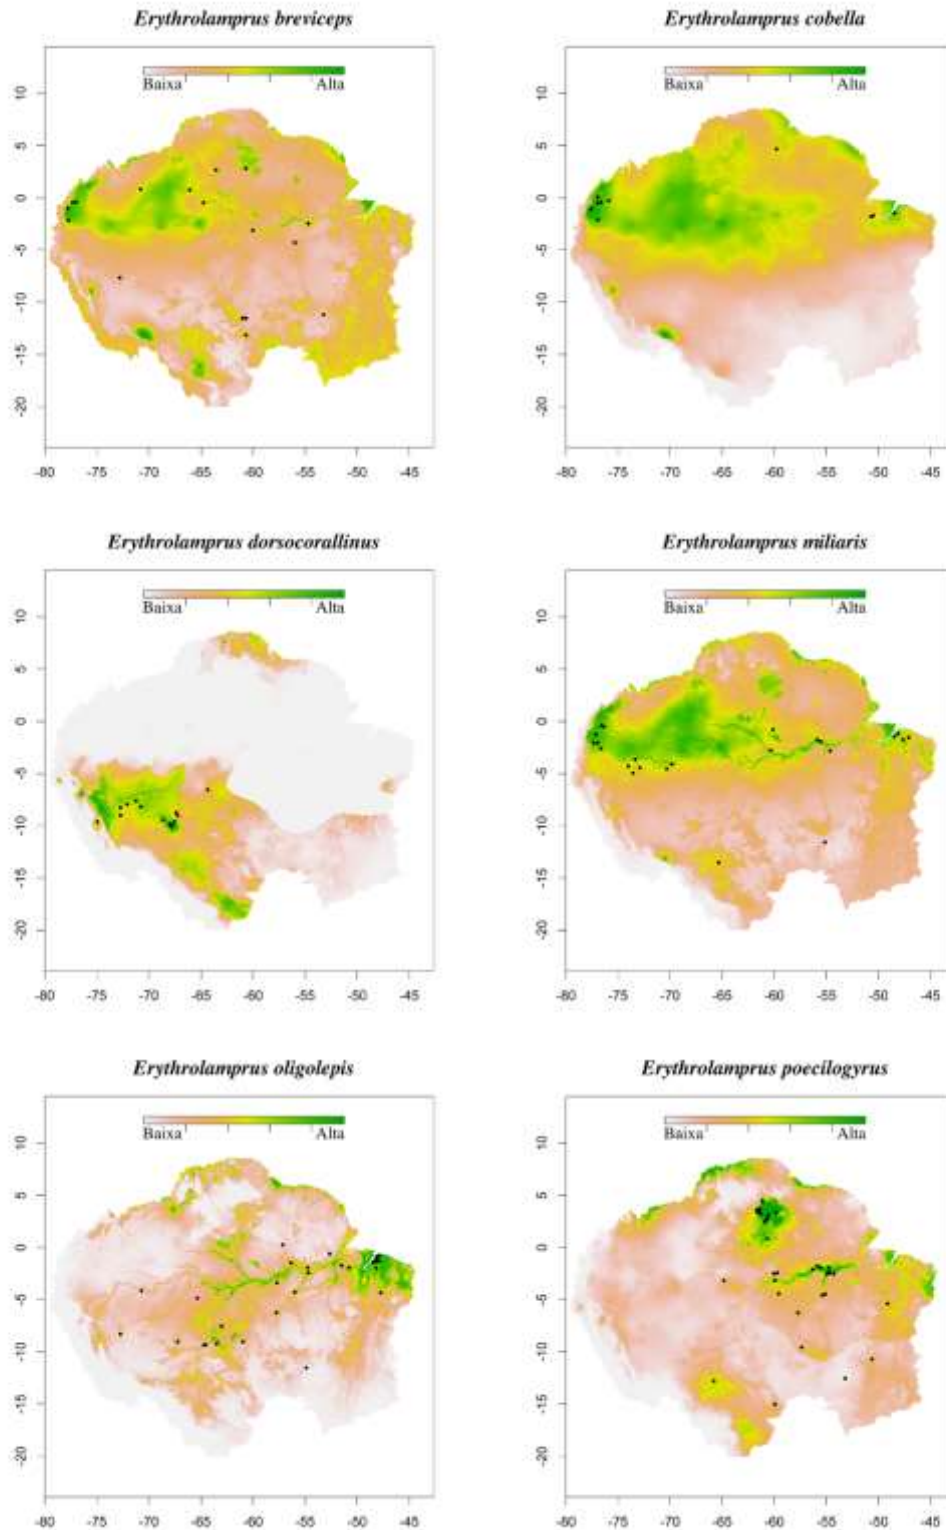 Erythrolamprus breviceps
Erythrolamprus cobella
Baixa Alta
Baixa Alta
10
5
0
-5
-10
-15
-20
10
5
0
-5
-10
-15
-20
-80 -75 -70 -65 -60 -55 -50 -45
-80 -75 -70 -65 -60 -55 -50 -45
Erythrolamprus dorsocorallinus
Erythrolamprus miliaris
Baixa Alta
Baixa Alta
10
5
0
-5
-10
-15
-20
10
5
0
-5
-10
-15
-20
-80 -75 -70 -65 -60 -55 -50 -45
-80 -75 -70 -65 -60 -55 -50 -45
Erythrolamprus oligolepis
Erythrolamprus poecilogyrus
Baixa Alta
Baixa Alta
10
5
0
-5
-10
-15
-20
10
5
0
-5
-10
-15
-20
-80 -75 -70 -65 -60 -55 -50 -45
-80 -75 -70 -65 -60 -55 -50 -45